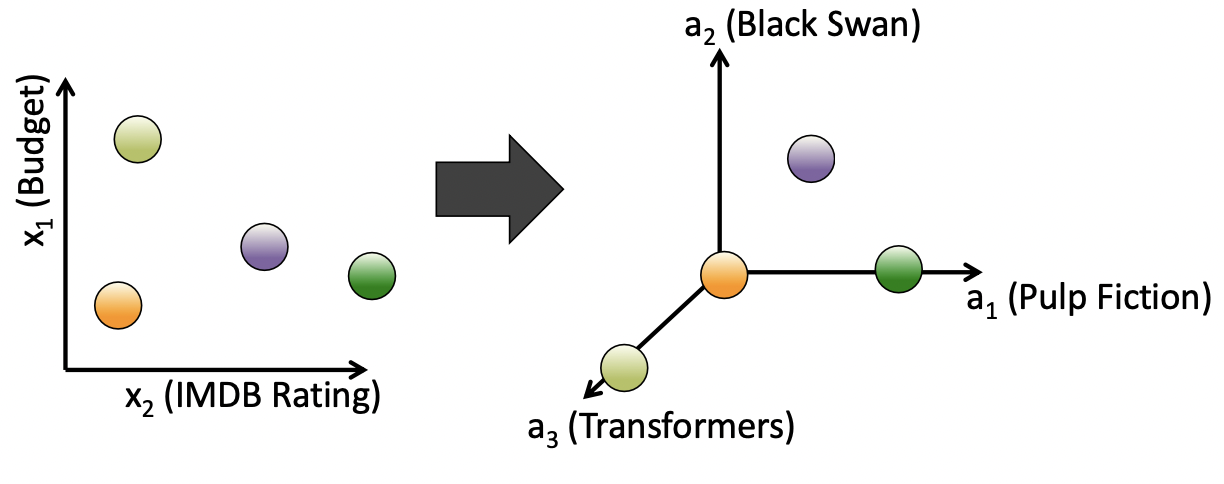 x₁ (Budget)
x₂ (IMDB Rating)
a₂ (Black Swan)
a₁ (Pulp Fiction)
a₃ (Transformers)